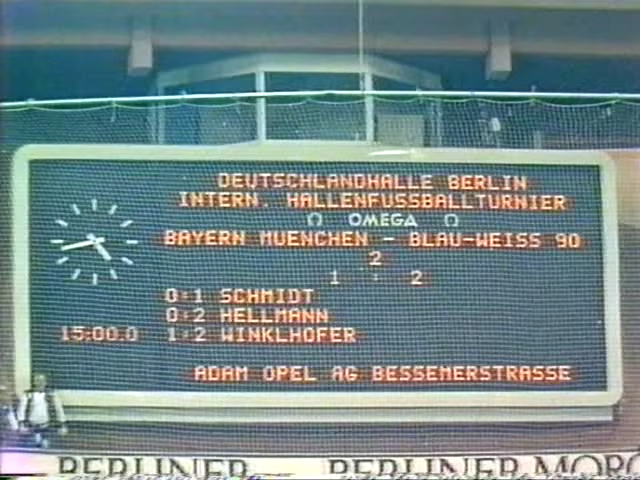 DEUTSCHLANDHALLE BERLIN
INTERN. HALLENFUSSBALLTURNIER
Ω OMEGA Ω
BAYERN MUENCHEN - BLAU-WEISS 90
2
1 : 2
0:1 SCHMIDT
0:2 HELLMANN
15:00.0 1:2 WINKLHOFER
ADAM OPEL AG BESSEMERSTRASSE
BERLINER BERLINER MORG